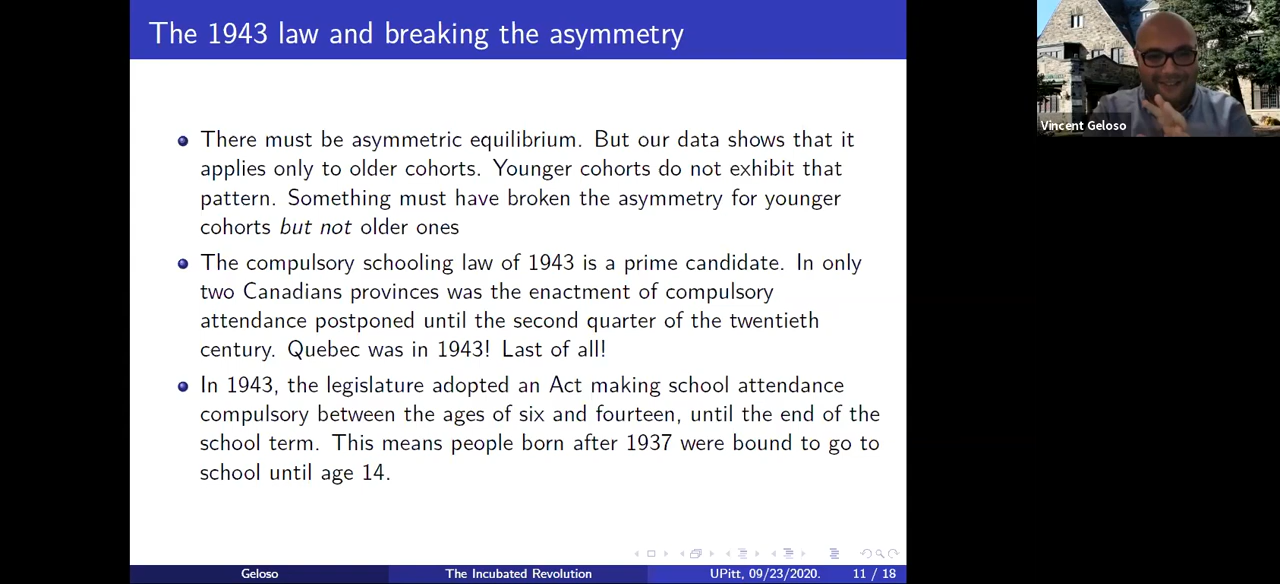 The 1943 law and breaking the asymmetry
Vincent Geloso
There must be asymmetric equilibrium. But our data shows that it
applies only to older cohorts. Younger cohorts do not exhibit that
pattern. Something must have broken the asymmetry for younger
cohorts but not older ones
The compulsory schooling law of 1943 is a prime candidate. In only
two Canadians provinces was the enactment of compulsory
attendance postponed until the second quarter of the twentieth
century. Quebec was in 1943! Last of all!
In 1943, the legislature adopted an Act making school attendance
compulsory between the ages of six and fourteen, until the end of the
school term. This means people born after 1937 were bound to go to
school until age 14.
Geloso The Incubated Revolution UPitt, 09/23/2020. 11 / 18